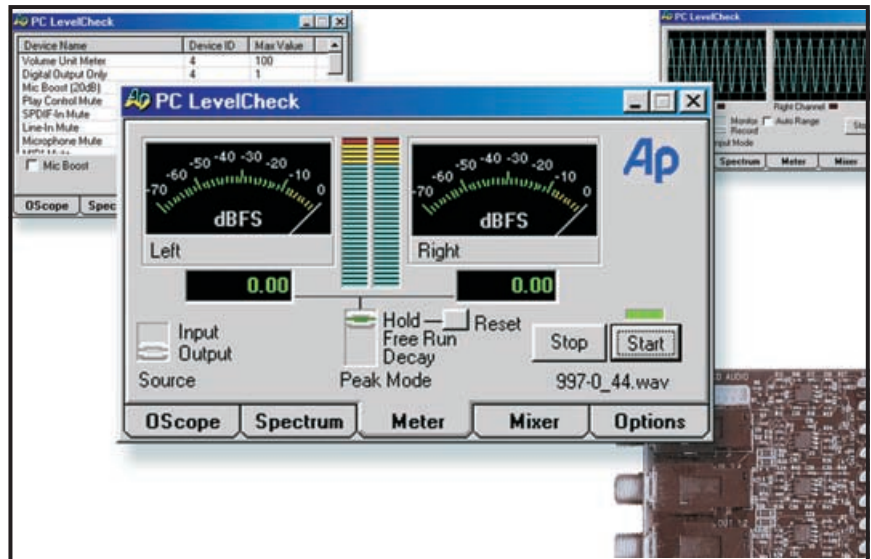 PC LevelCheck
Device Name Device ID Max Value
Volume Unit Meter 4 100
Digital Output Only 4 1
Mic Boost (20dB)
Play Control Mute
SPDIF-In Mute
Line-In Mute
Microphone Mute
Mic Boost
OScope Spec
PC LevelCheck
Right Channel
Monitor Auto Range
Record
Input Mode
Spectrum Meter Mixer
Ap PC LevelCheck
-70 -60 -50 -40 -30 -20 -10 0
dBFS
Left
-70 -60 -50 -40 -30 -20 -10 0
dBFS
Right
Ap
0.00 0.00
Input
Output
Source
Hold Reset
Free Run
Decay
Peak Mode
Stop Start
997-0_44.wav
OScope Spectrum Meter Mixer Options